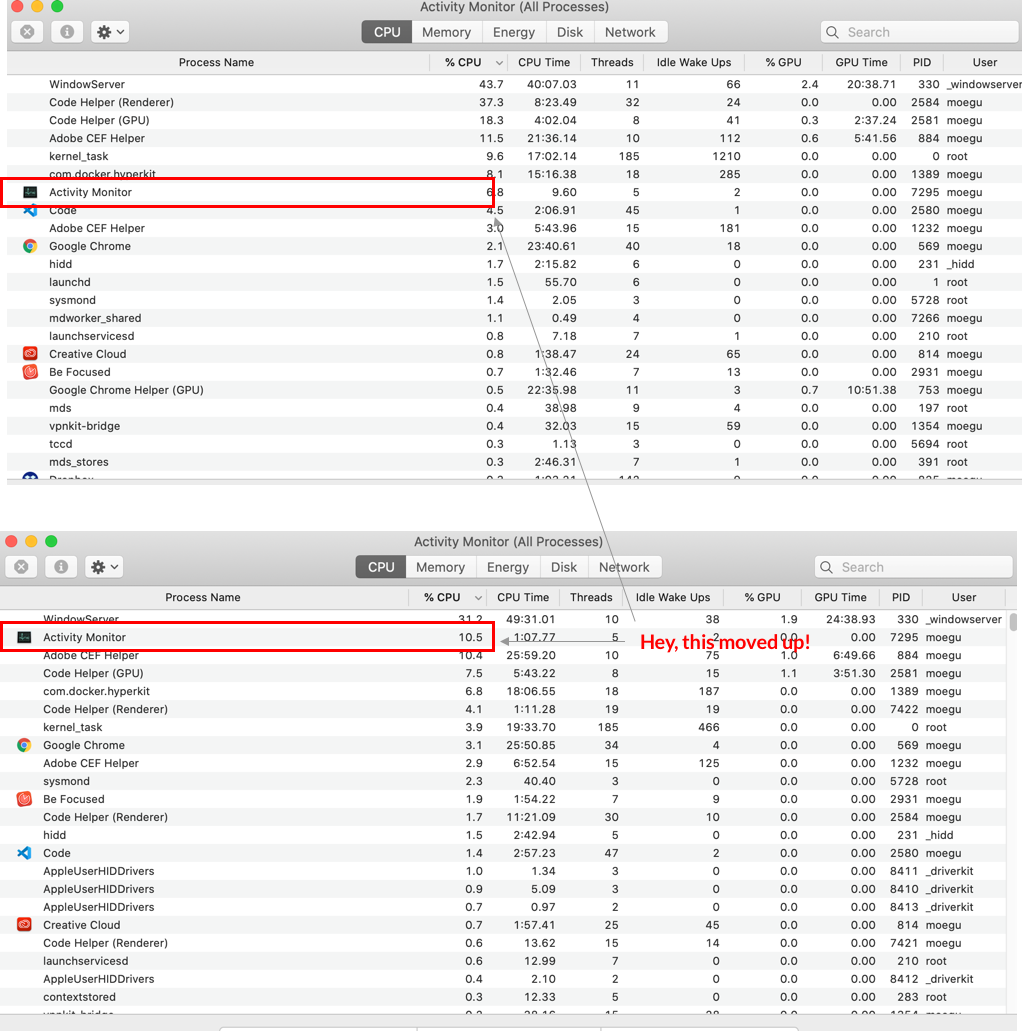 Activity Monitor (All Processes)
CPU Memory Energy Disk Network Search
Process Name % CPU CPU Time Threads Idle Wake Ups % GPU GPU Time PID User
WindowServer 43.7 40:07.03 11 66 2.4 20:38.71 330 _windowserver
Code Helper (Renderer) 37.3 8:23.49 32 24 0.0 0.00 2584 moegu
Code Helper (GPU) 18.3 4:02.04 8 41 0.3 2:37.24 2581 moegu
Adobe CEF Helper 11.5 21:36.14 10 112 0.6 5:41.56 884 moegu
kernel_task 9.6 17:02.14 185 1210 0.0 0.00 0 root
com.docker.hyperkit 8.1 15:16.38 18 285 0.0 0.00 1389 moegu
Activity Monitor 6.8 9.60 5 2 0.0 0.00 7295 moegu
Code 4.5 2:06.91 45 1 0.0 0.00 2580 moegu
Adobe CEF Helper 3.0 5:43.96 15 181 0.0 0.00 1232 moegu
Google Chrome 2.1 23:40.61 40 18 0.0 0.00 569 moegu
hidd 1.7 2:15.82 6 0 0.0 0.00 231 _hidd
launchd 1.5 55.70 6 0 0.0 0.00 1 root
sysmond 1.4 2.05 3 0 0.0 0.00 5728 root
mdworker_shared 1.1 0.49 4 0 0.0 0.00 7266 moegu
launchservicesd 0.8 7.18 7 1 0.0 0.00 210 root
Creative Cloud 0.8 1:38.47 24 65 0.0 0.00 814 moegu
Be Focused 0.7 1:32.46 7 13 0.0 0.00 2931 moegu
Google Chrome Helper (GPU) 0.5 22:35.98 11 3 0.7 10:51.38 753 moegu
mds 0.4 38.98 9 4 0.0 0.00 197 root
vpnkit-bridge 0.4 32.03 15 59 0.0 0.00 1354 moegu
tccd 0.3 1.13 3 0 0.0 0.00 5694 root
mds_stores 0.3 2:46.31 7 1 0.0 0.00 391 root
Dropbox
Activity Monitor (All Processes)
CPU Memory Energy Disk Network Search
Process Name % CPU CPU Time Threads Idle Wake Ups % GPU GPU Time PID User
WindowServer 31.2 49:31.01 10 38 1.9 24:38.93 330 _windowserver
Activity Monitor 10.5 1:07.77 5 2 0.0 0.00 7295 moegu
Hey, this moved up!
Adobe CEF Helper 10.4 25:59.20 10 75 1.0 6:49.66 884 moegu
Code Helper (GPU) 7.5 5:43.22 8 15 1.1 3:51.30 2581 moegu
com.docker.hyperkit 6.8 18:06.55 18 187 0.0 0.00 1389 moegu
Code Helper (Renderer) 4.1 1:11.28 19 19 0.0 0.00 7422 moegu
kernel_task 3.9 19:33.70 185 466 0.0 0.00 0 root
Google Chrome 3.1 25:50.85 34 4 0.0 0.00 569 moegu
Adobe CEF Helper 2.9 6:52.54 15 125 0.0 0.00 1232 moegu
sysmond 2.3 40.40 3 0 0.0 0.00 5728 root
Be Focused 1.9 1:54.22 7 9 0.0 0.00 2931 moegu
Code Helper (Renderer) 1.7 11:21.09 30 10 0.0 0.00 2584 moegu
hidd 1.5 2:42.94 5 0 0.0 0.00 231 _hidd
Code 1.4 2:57.23 47 2 0.0 0.00 2580 moegu
AppleUserHIDDrivers 1.0 1.34 3 0 0.0 0.00 8411 _driverkit
AppleUserHIDDrivers 0.9 5.09 3 0 0.0 0.00 8410 _driverkit
AppleUserHIDDrivers 0.7 0.97 2 0 0.0 0.00 8413 _driverkit
Creative Cloud 0.7 1:57.41 25 45 0.0 0.00 814 moegu
Code Helper (Renderer) 0.6 13.62 15 14 0.0 0.00 7421 moegu
launchservicesd 0.6 12.99 7 0 0.0 0.00 210 root
AppleUserHIDDrivers 0.4 2.10 2 0 0.0 0.00 8412 _driverkit
contextstored 0.3 12.33 5 0 0.0 0.00 283 root